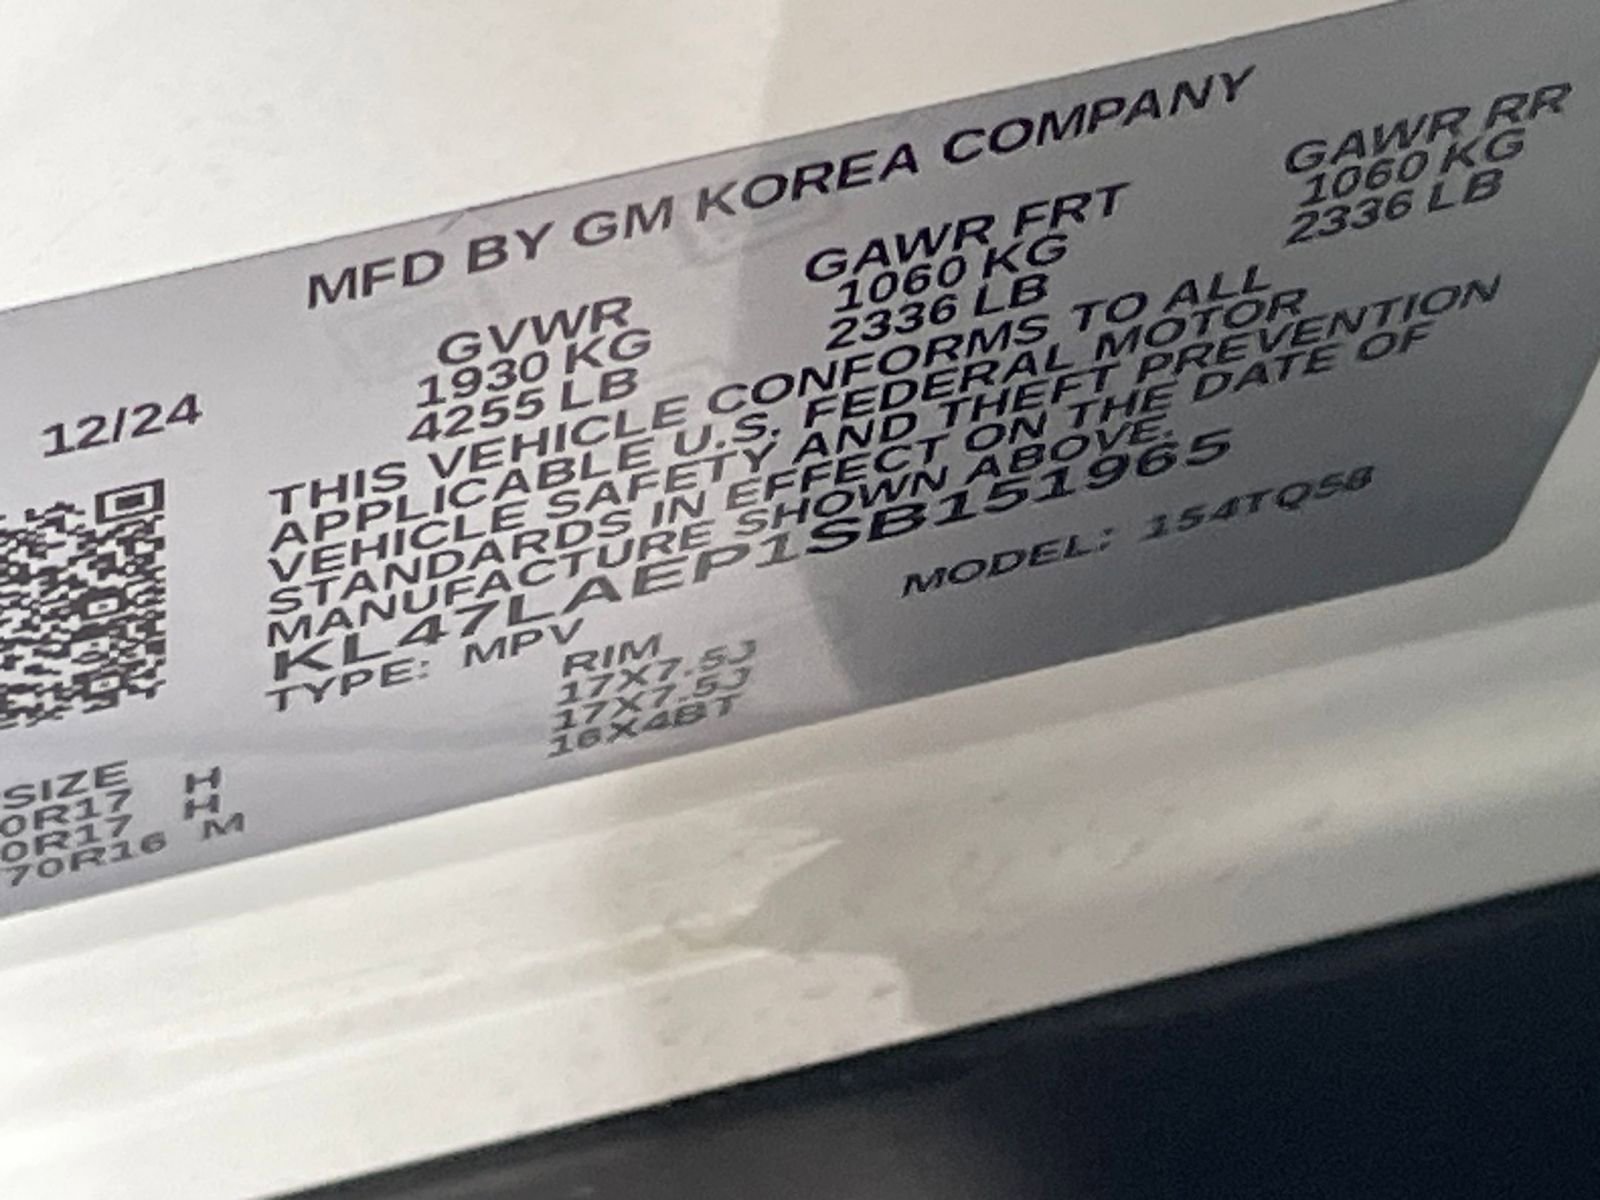 MFD BY GM KOREA COMPANY
12/24
GVWR
1930 KG
4255 LB
GAWR FRT
1060 KG
2336 LB
GAWR RR
1060 KG
2336 LB
THIS VEHICLE CONFORMS TO ALL
APPLICABLE U.S. FEDERAL MOTOR
VEHICLE SAFETY AND THEFT PREVENTION
STANDARDS IN EFFECT ON THE DATE OF
MANUFACTURE SHOWN ABOVE.
KL47LAEP1SB151965
TYPE: MPV
MODEL: 154TQ58
SIZE
0R17 H
0R17 H
70R16 M
RIM
17X7.5J
17X7.5J
16X4BT